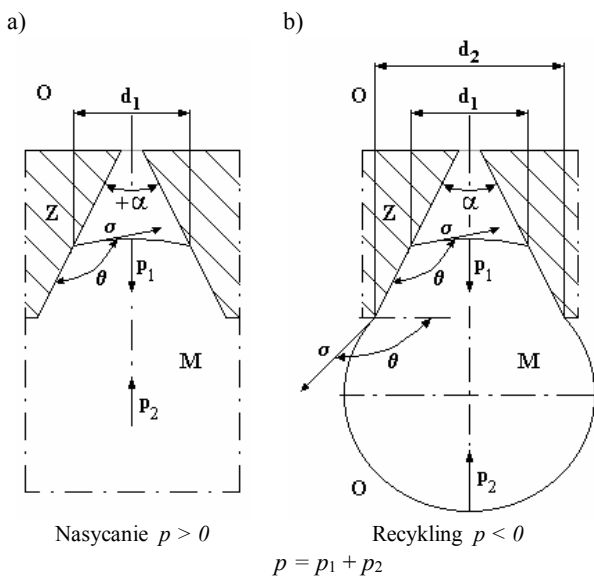 a)
b)
d2
O
d1
O
d1
+α
α
Z
Z
σ
σ
θ
p1
θ
p1
σ
θ
M
M
p2
O
p2
Nasycanie p > 0
Recykling p < 0
p = p1 + p2